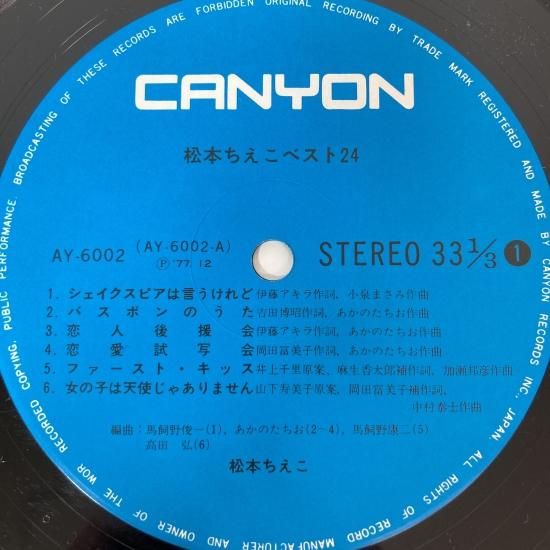 CANYON
松本ちえこベスト24
AY-6002 (AY-6002-A)
Ⓟ '77.12
STEREO 33 1/3 1
1. シェイクスピアは言うけれど 伊藤アキラ作詞, 小泉まさみ作曲
2. バスボンのうた 吉田博昭作詞, あかのたちお作曲
3. 恋人後援会 伊藤アキラ作詞, あかのたちお作曲
4. 恋愛試写会 岡田冨美子作詞, あかのたちお作曲
5. ファースト・キッス 井上千里原案, 麻生香太郎補作詞, 加瀬邦彦作曲
6. 女の子は天使じゃありません 山下寿美子原案, 岡田冨美子補作詞,
中村泰士作曲
編曲：馬飼野俊一(1), あかのたちお(2~4), 馬飼野康二(5)
高田 弘(6)
松本ちえこ
MANUFACTURER AND OWNER OF THE WOR RECORDED COPYING, PUBLIC PERFORMANCE, BROADCASTING OF THESE RECORDS ARE FORBIDDEN ORIGINAL RECORDING BY TRADE MARK REGISTERED AND MADE BY CANYON RECORDS INC., JAPAN. ALL RIGHTS OF RECORD